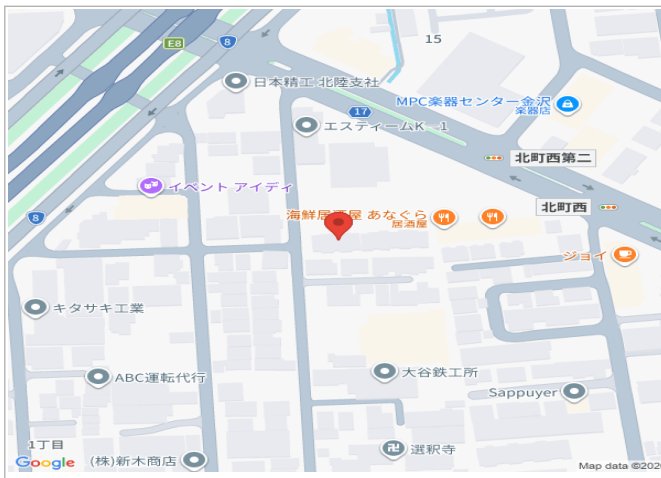 E8
8
15
日本精工 北陸支社
MPC楽器センター金沢
楽器店
17
エスティームK 1
北町西第二
イベント アイディ
8
海鮮居酒屋 あなぐら
居酒屋
北町西
ジョイ
キタサキ工業
ABC運転代行
大谷鉄工所
Sappuyer
1丁目
Google
(株)新木商店
選釈寺
Map data ©202